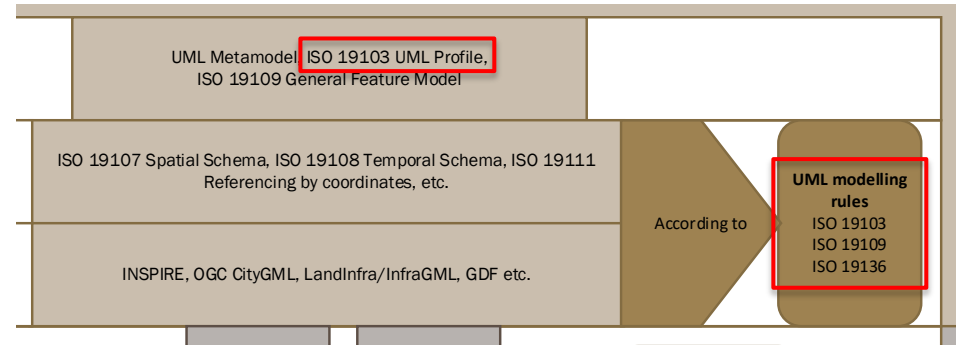 UML Metamodel, ISO 19103 UML Profile,
ISO 19109 General Feature Model
ISO 19107 Spatial Schema, ISO 19108 Temporal Schema, ISO 19111
Referencing by coordinates, etc.
INSPIRE, OGC CityGML, LandInfra/InfraGML, GDF etc.
According to
UML modelling
rules
ISO 19103
ISO 19109
ISO 19136